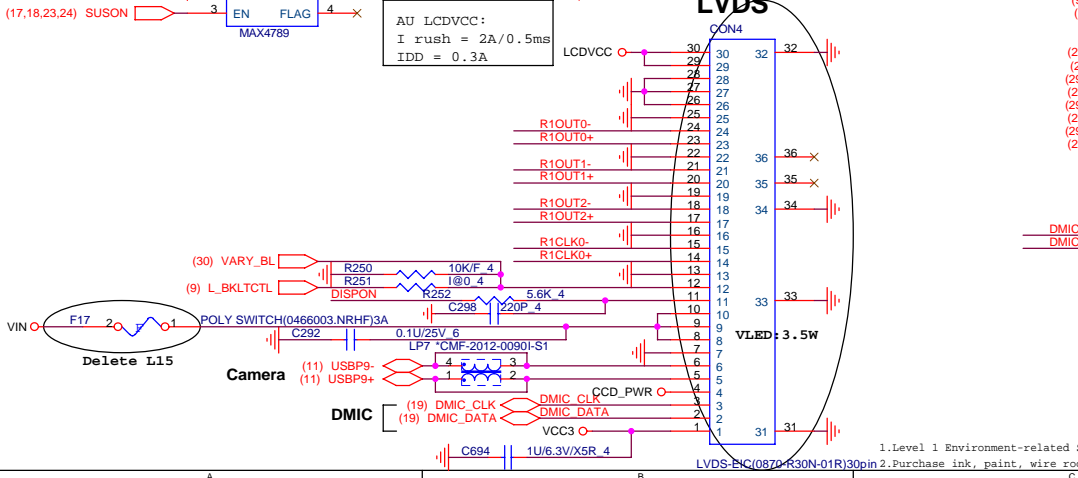 LVDS
(17,18,23,24) SUSON
3
EN
FLAG
4
MAX4789
AU LCDVCC:
I rush = 2A/0.5ms
IDD = 0.3A
CON4
LCDVCC
30 30
29 29
28 28
27 27
26 26
25 25
24 24
23 23
22 22
21 21
20 20
19 19
18 18
17 17
16 16
15 15
14 14
13 13
12 12
11 11
10 10
9 9
8 8
7 7
6 6
5 5
4 4
3 3
2 2
1 1
32 32
36 36
35 35
34 34
33 33
31 31
R1OUT0-
R1OUT0+
R1OUT1-
R1OUT1+
R1OUT2-
R1OUT2+
R1CLK0-
R1CLK0+
(30) VARY_BL
R250
10K/F_4
(9) L_BKLTCTL
R251
I@0_4
DISPON
R252
5.6K_4
C298
220P_4
VIN
F17
2
F
1
POLY SWITCH(0466003.NRHF)3A
Delete L15
C292
0.1U/25V_6
VLED:3.5W
LP7 *CMF-2012-0090I-S1
Camera
(11) USBP9-
4
3
(11) USBP9+
1
2
CCD_PWR
DMIC
(19) DMIC_CLK
DMIC_CLK
(19) DMIC_DATA
DMIC_DATA
VCC3
C694
1U/6.3V/X5R_4
LVDS-EIC(0870-R30N-01R)30pin
DMIC
DMIC
1.Level 1 Environment-related
2.Purchase ink, paint, wire
A
B
C